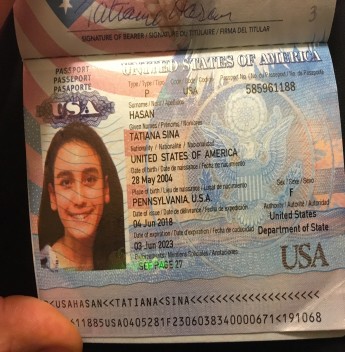 Tatiana Hasan
3
SIGNATURE OF BEARER / SIGNATURE DU TITULAIRE / FIRMA DEL TITULAR
UNITED STATES OF AMERICA
PASSPORT
PASSEPORT
PASAPORTE
USA
Type / Type / Tipo Code / Code / Codigo Passport No. / No. de Pasaporte
P USA 585961188
Surname / Nom / Apellidos
HASAN
Given Names / Prénoms / Nombres
TATIANA SINA
Nationality / Nationalité / Nacionalidad
UNITED STATES OF AMERICA
Date of birth / Date de naissance / Fecha de nacimiento
28 May 2004
Place of birth / Lieu de naissance / Lugar de nacimiento Sex / Sexe / Sexo
PENNSYLVANIA, U.S.A. F
Date of issue / Date de délivrance / Fecha de expedición Authority / Autorité / Autoridad
04 Jun 2018 United States
Date of expiration / Date d'expiration / Fecha de caducidad Department of State
03 Jun 2023
Endorsements / Mentions Spéciales / Anotaciones
SEE PAGE 27
USA
<USAHASAN<<TATIANA<SINA<<<<<<<<<<<<<<<<<<<
11885USA0405281F2306038340000671<191068